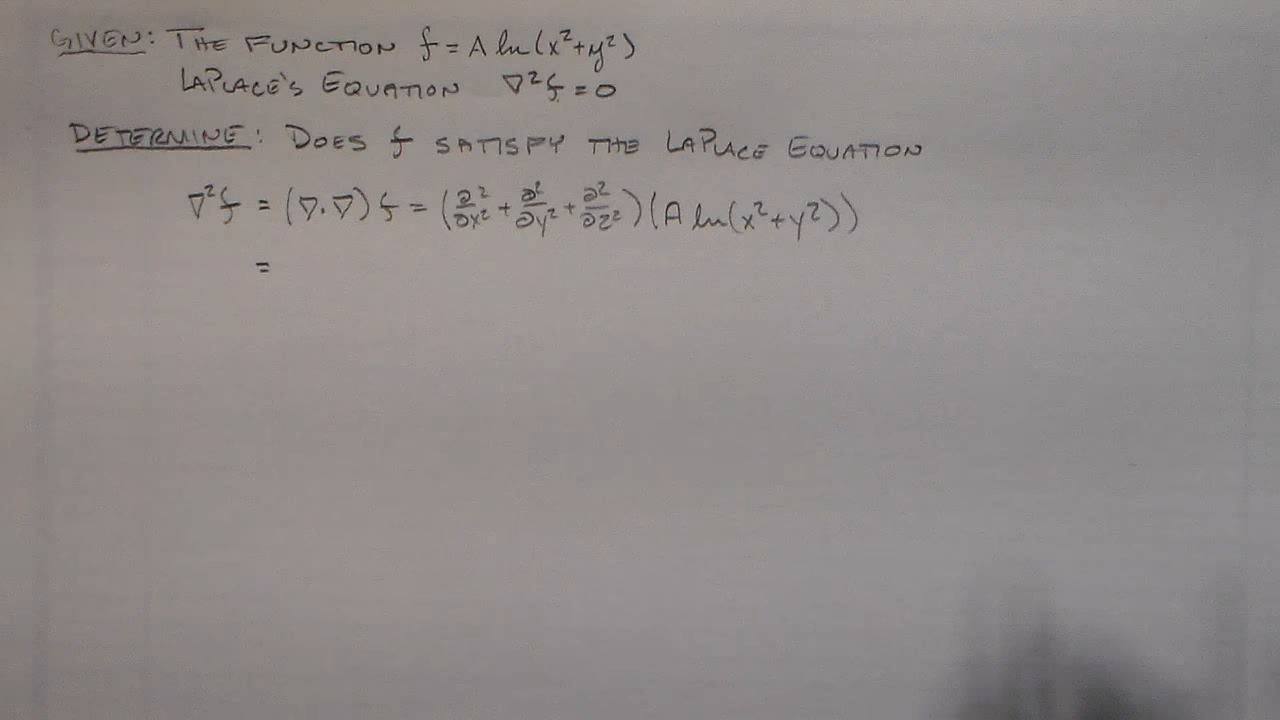 GIVEN: THE FUNCTION f = A ln(x²+y²)
LAPLACE'S EQUATION ∇²f = 0
DETERMINE: DOES f SATISFY THE LAPLACE EQUATION
∇²f = (∇·∇) f = (∂²/∂x² + ∂²/∂y² + ∂²/∂z²)(A ln(x²+y²))
=